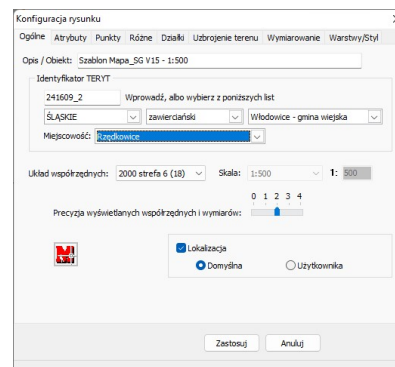 Konfiguracja rysunku
Ogólne Atrybuty Punkty Różne Działki Uzbrojenie terenu Wymiarowanie Warstwy/Styl
Opis / Obiekt: Szablon Mapa_SG V15 - 1:500
Identyfikator TERYT
241609_2 Wprowadź, albo wybierz z poniższych list
ŚLĄSKIE zawierciański Włodowice - gmina wiejska
Miejscowość: Rzędkowice
Układ współrzędnych: 2000 strefa 6 (18) Skala: 1:500 1: 500
0 1 2 3 4
Precyzja wyświetlanych współrzędnych i wymiarów:
Lokalizacja
Domyślna Użytkownika
Zastosuj Anuluj